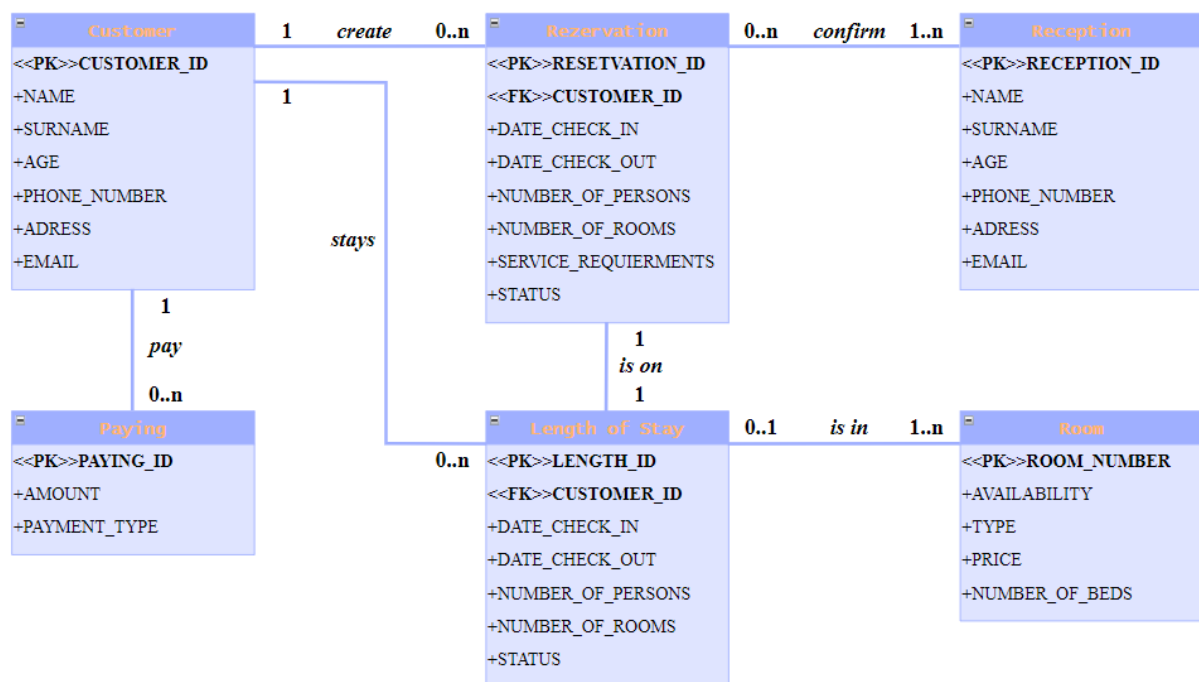 Customer
<<PK>>CUSTOMER_ID
+NAME
+SURNAME
+AGE
+PHONE_NUMBER
+ADRESS
+EMAIL
1 create 0..n
Rezervation
<<PK>>RESETVATION_ID
<<FK>>CUSTOMER_ID
+DATE_CHECK_IN
+DATE_CHECK_OUT
+NUMBER_OF_PERSONS
+NUMBER_OF_ROOMS
+SERVICE_REQUIERMENTS
+STATUS
0..n confirm 1..n
Reception
<<PK>>RECEPTION_ID
+NAME
+SURNAME
+AGE
+PHONE_NUMBER
+ADRESS
+EMAIL
1
stays
0..n
1
pay
0..n
1
is on
1
Paying
<<PK>>PAYING_ID
+AMOUNT
+PAYMENT_TYPE
Length of Stay
<<PK>>LENGTH_ID
<<FK>>CUSTOMER_ID
+DATE_CHECK_IN
+DATE_CHECK_OUT
+NUMBER_OF_PERSONS
+NUMBER_OF_ROOMS
+STATUS
0..1 is in 1..n
Room
<<PK>>ROOM_NUMBER
+AVAILABILITY
+TYPE
+PRICE
+NUMBER_OF_BEDS